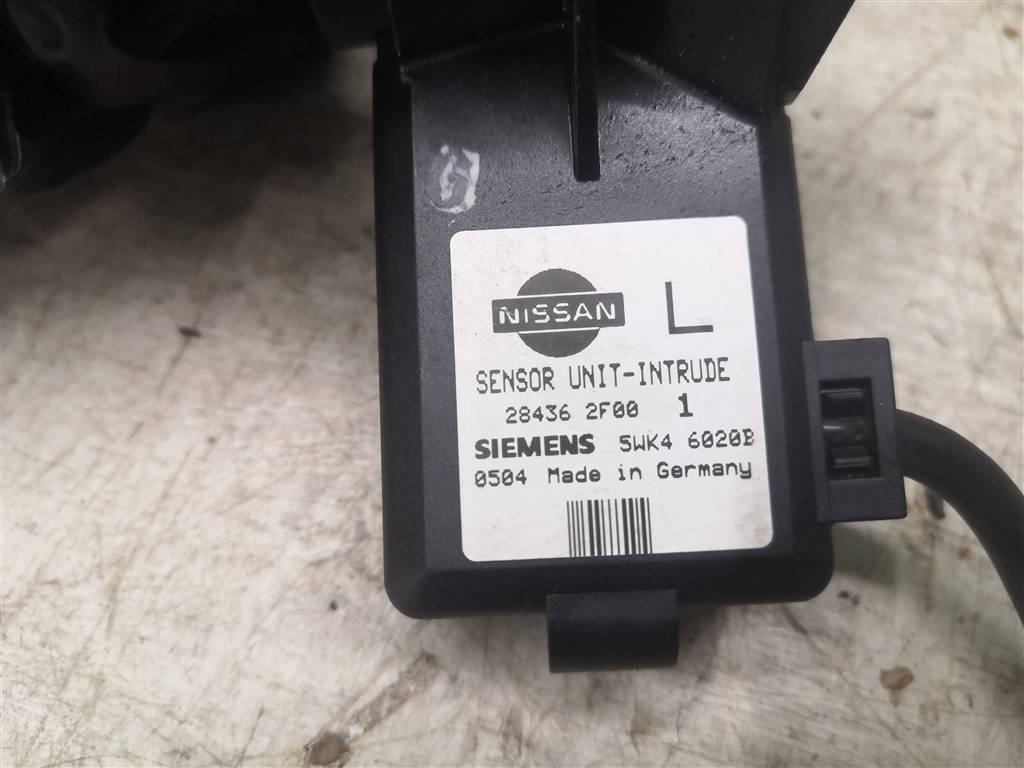 NISSAN L
SENSOR UNIT-INTRUDE
28436 2F00 1
SIEMENS 5WK4 6020B
0504 Made in Germany